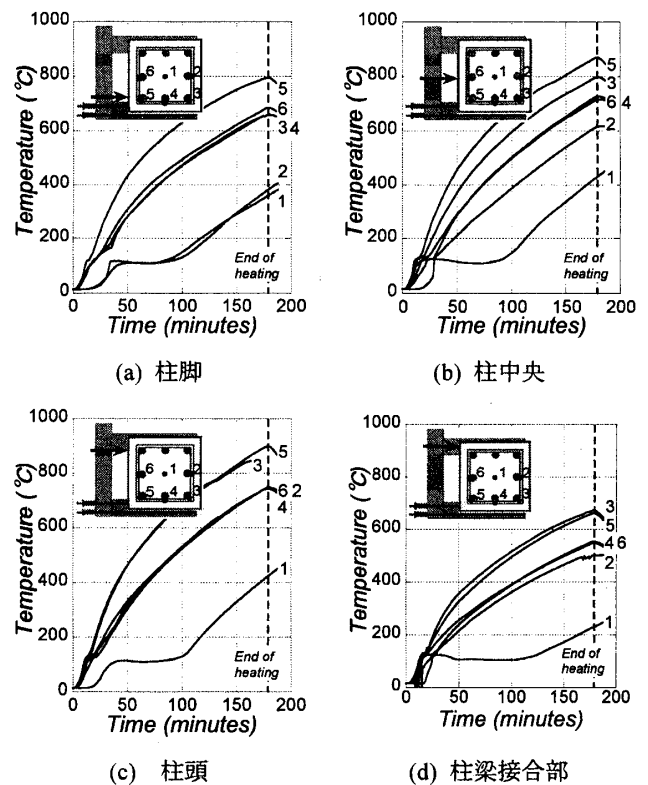 1000
800
600
400
200
0
Temperature (°C)
0 50 100 150 200
Time (minutes)
6 1 2
5 4 3
5
6
3 4
2
1
End of
heating
(a) 柱脚
1000
800
600
400
200
0
Temperature (°C)
0 50 100 150 200
Time (minutes)
6 1 2
5 4 3
5
3
6 4
2
1
End of
heating
(b) 柱中央
1000
800
600
400
200
0
Temperature (°C)
0 50 100 150 200
Time (minutes)
6 1 2
5 4 3
5
3
6 2
4
1
End of
heating
(c) 柱頭
1000
800
600
400
200
0
Temperature (°C)
0 50 100 150 200
Time (minutes)
6 1 2
5 4 3
3
5
4 6
2
1
End of
heating
(d) 柱梁接合部